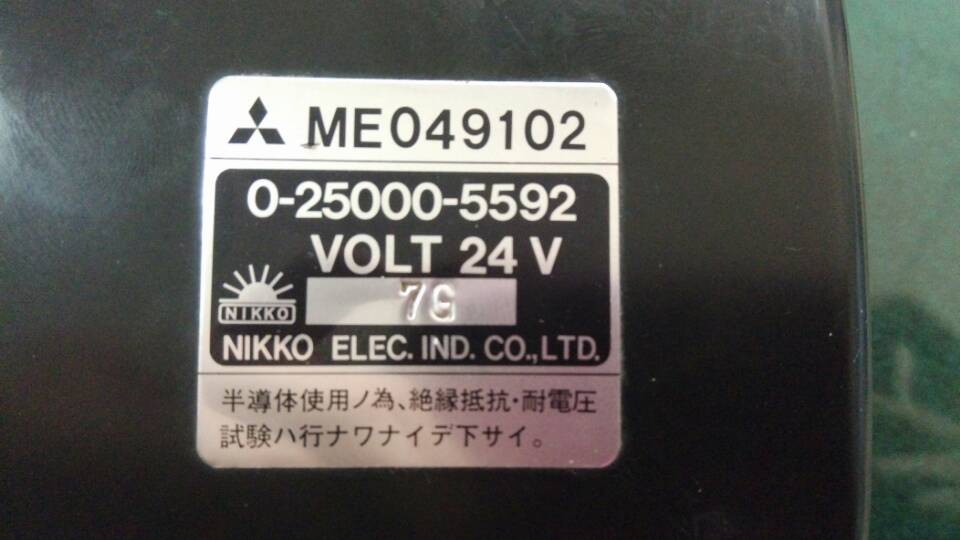 ME049102
0-25000-5592
VOLT 24 V
7G
NIKKO
NIKKO ELEC. IND. CO.,LTD.
半導体使用ノ為、絶縁抵抗・耐電圧
試験ハ行ナワナイデ下サイ。